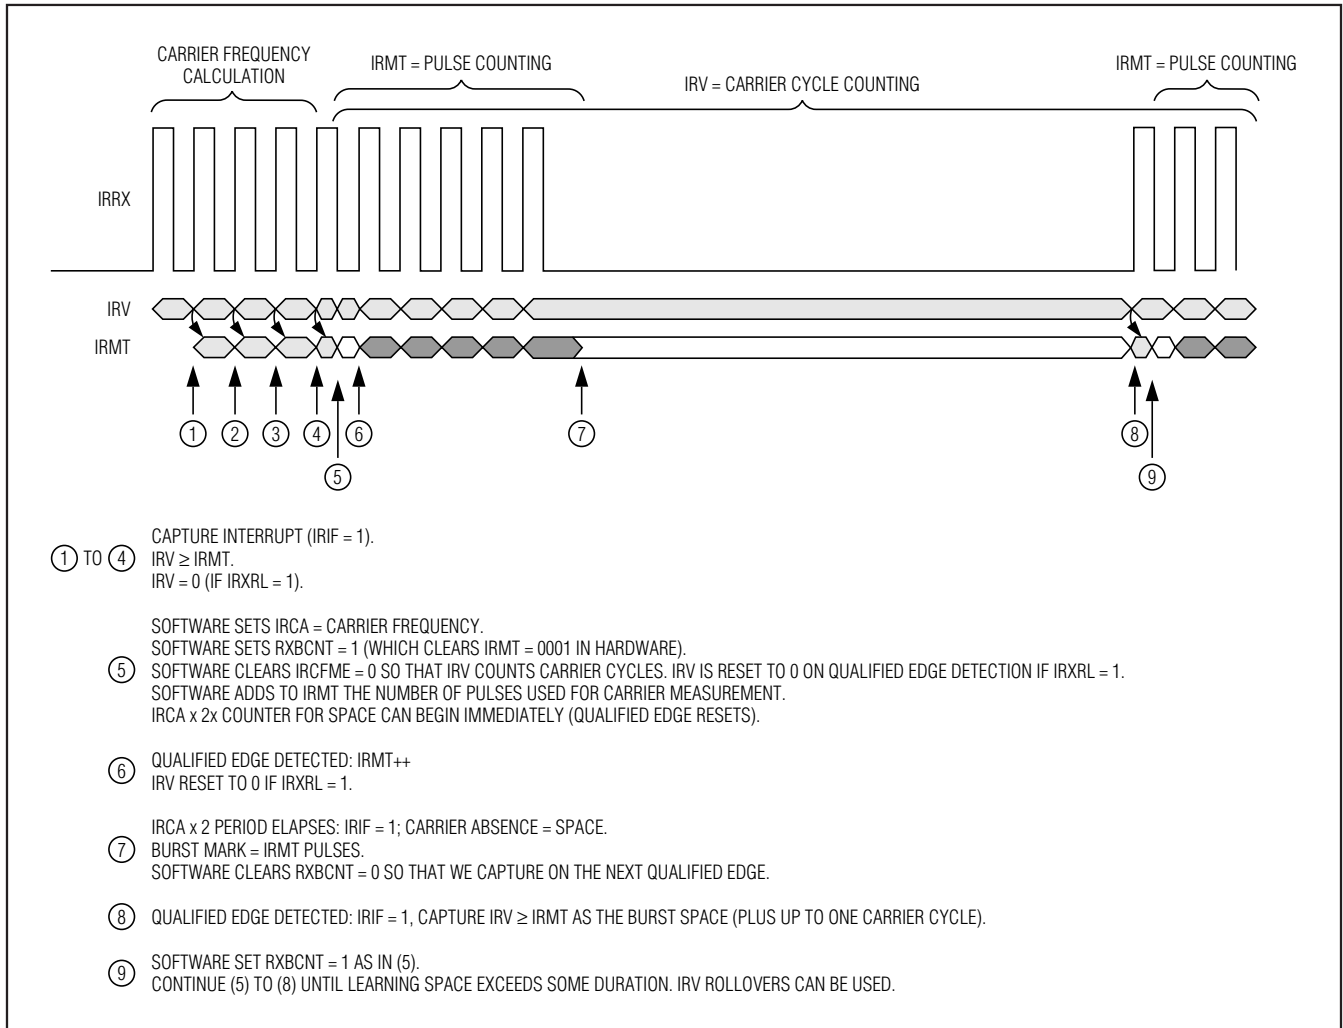 CARRIER FREQUENCY
CALCULATION
IRMT = PULSE COUNTING
IRV = CARRIER CYCLE COUNTING
IRMT = PULSE COUNTING
IRRX
IRV
IRMT
1
2
3
4
6
7
8
5
9
1 TO 4
CAPTURE INTERRUPT (IRIF = 1).
IRV ≥ IRMT.
IRV = 0 (IF IRXRL = 1).
5
SOFTWARE SETS IRCA = CARRIER FREQUENCY.
SOFTWARE SETS RXBCNT = 1 (WHICH CLEARS IRMT = 0001 IN HARDWARE).
SOFTWARE CLEARS IRCFME = 0 SO THAT IRV COUNTS CARRIER CYCLES. IRV IS RESET TO 0 ON QUALIFIED EDGE DETECTION IF IRXRL = 1.
SOFTWARE ADDS TO IRMT THE NUMBER OF PULSES USED FOR CARRIER MEASUREMENT.
IRCA x 2x COUNTER FOR SPACE CAN BEGIN IMMEDIATELY (QUALIFIED EDGE RESETS).
6
QUALIFIED EDGE DETECTED: IRMT++
IRV RESET TO 0 IF IRXRL = 1.
7
IRCA x 2 PERIOD ELAPSES: IRIF = 1; CARRIER ABSENCE = SPACE.
BURST MARK = IRMT PULSES.
SOFTWARE CLEARS RXBCNT = 0 SO THAT WE CAPTURE ON THE NEXT QUALIFIED EDGE.
8
QUALIFIED EDGE DETECTED: IRIF = 1, CAPTURE IRV ≥ IRMT AS THE BURST SPACE (PLUS UP TO ONE CARRIER CYCLE).
9
SOFTWARE SET RXBCNT = 1 AS IN (5).
CONTINUE (5) TO (8) UNTIL LEARNING SPACE EXCEEDS SOME DURATION. IRV ROLLOVERS CAN BE USED.